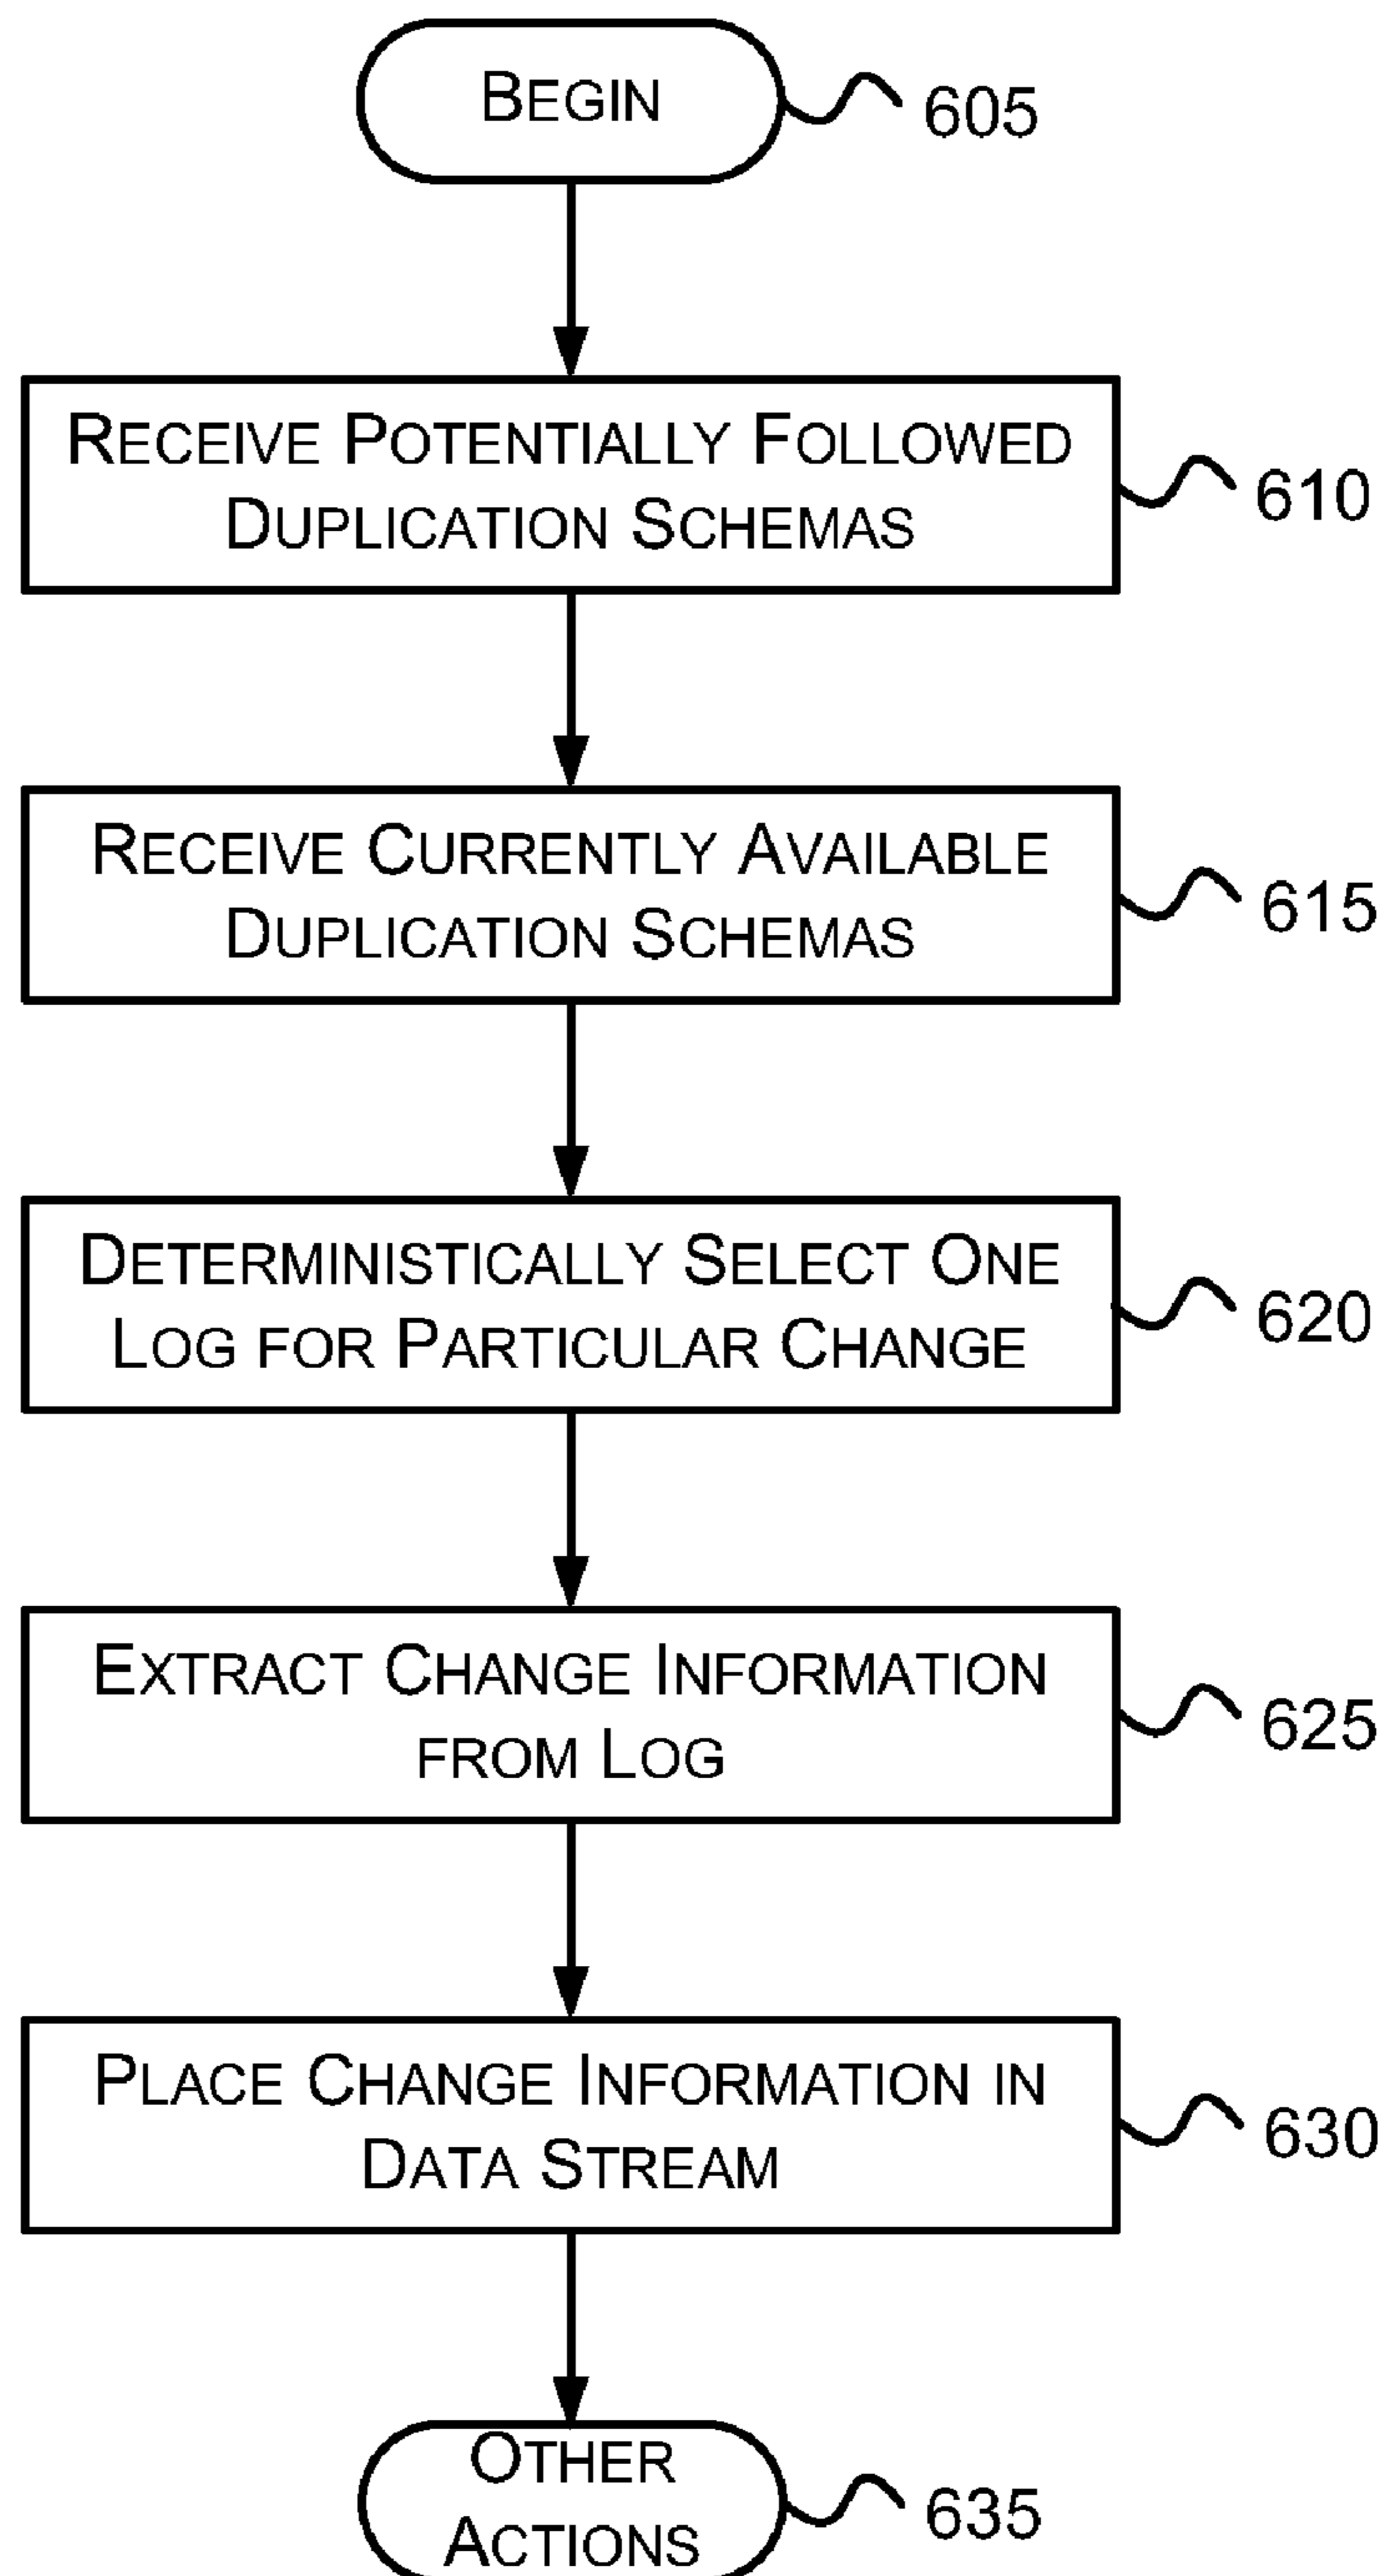 BEGIN
605
RECEIVE POTENTIALLY FOLLOWED
DUPLICATION SCHEMAS
610
RECEIVE CURRENTLY AVAILABLE
DUPLICATION SCHEMAS
615
DETERMINISTICALLY SELECT ONE
LOG FOR PARTICULAR CHANGE
620
EXTRACT CHANGE INFORMATION
FROM LOG
625
PLACE CHANGE INFORMATION IN
DATA STREAM
630
OTHER
ACTIONS
635